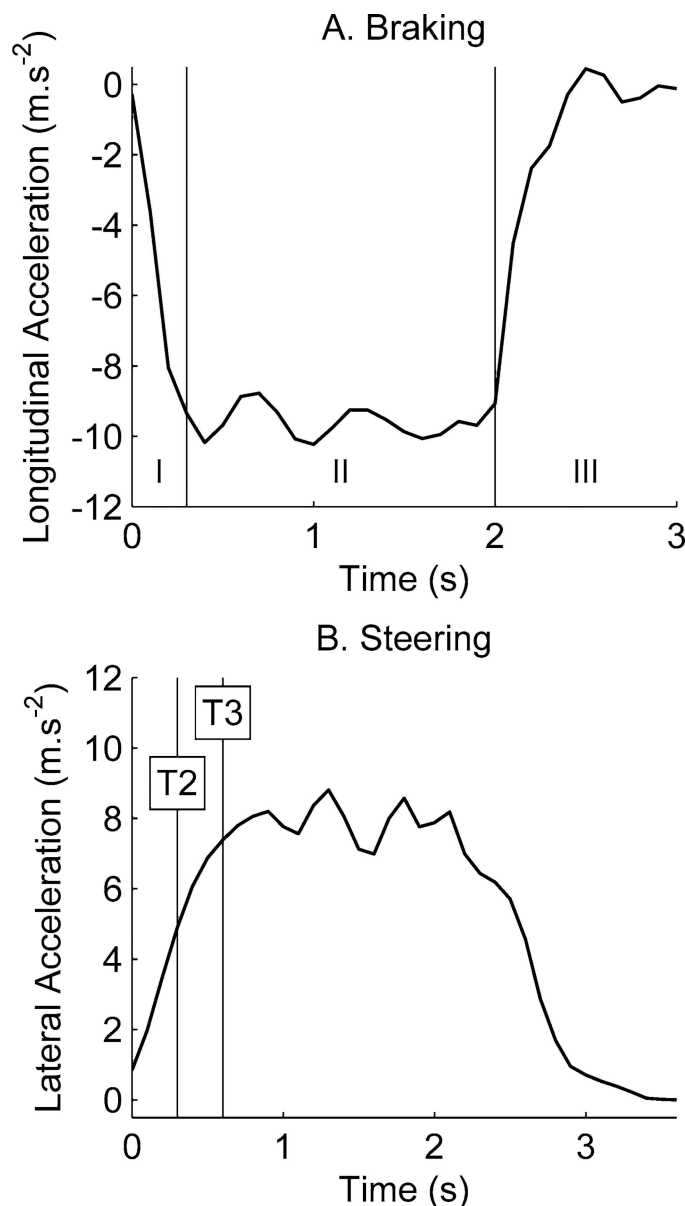 A. Braking
Longitudinal Acceleration (m.s-2)
0
-2
-4
-6
-8
-10
-12
I
II
III
0
1
2
3
Time (s)
B. Steering
Lateral Acceleration (m.s-2)
12
10
8
6
4
2
0
T2
T3
0
1
2
3
Time (s)